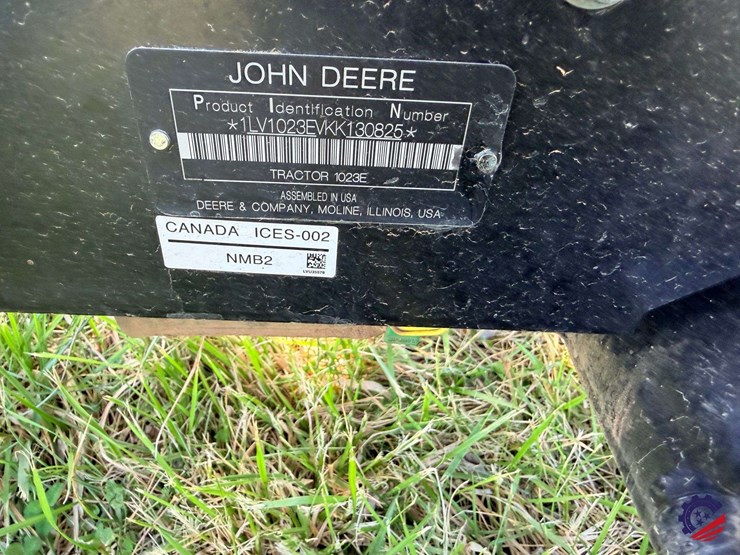 JOHN DEERE
Product Identification Number
*1LV1023EVKK130825*
TRACTOR 1023E
ASSEMBLED IN USA
DEERE & COMPANY, MOLINE, ILLINOIS, USA
CANADA ICES-002
NMB2